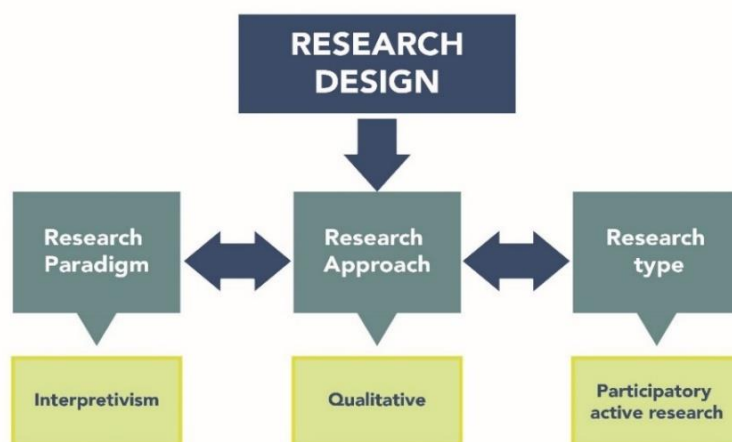 RESEARCH
DESIGN
Research
Paradigm
Research
Approach
Research
type
Interpretivism
Qualitative
Participatory
active research